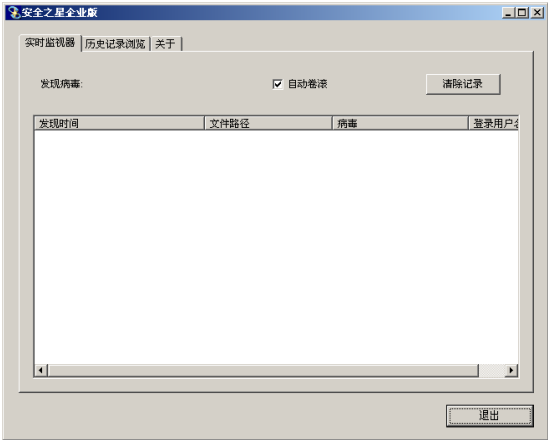 安全之星企业版
实时监视器 历史记录浏览 关于
发现病毒: 自动卷滚 清除记录
发现时间 文件路径 病毒 登录用户名
退出